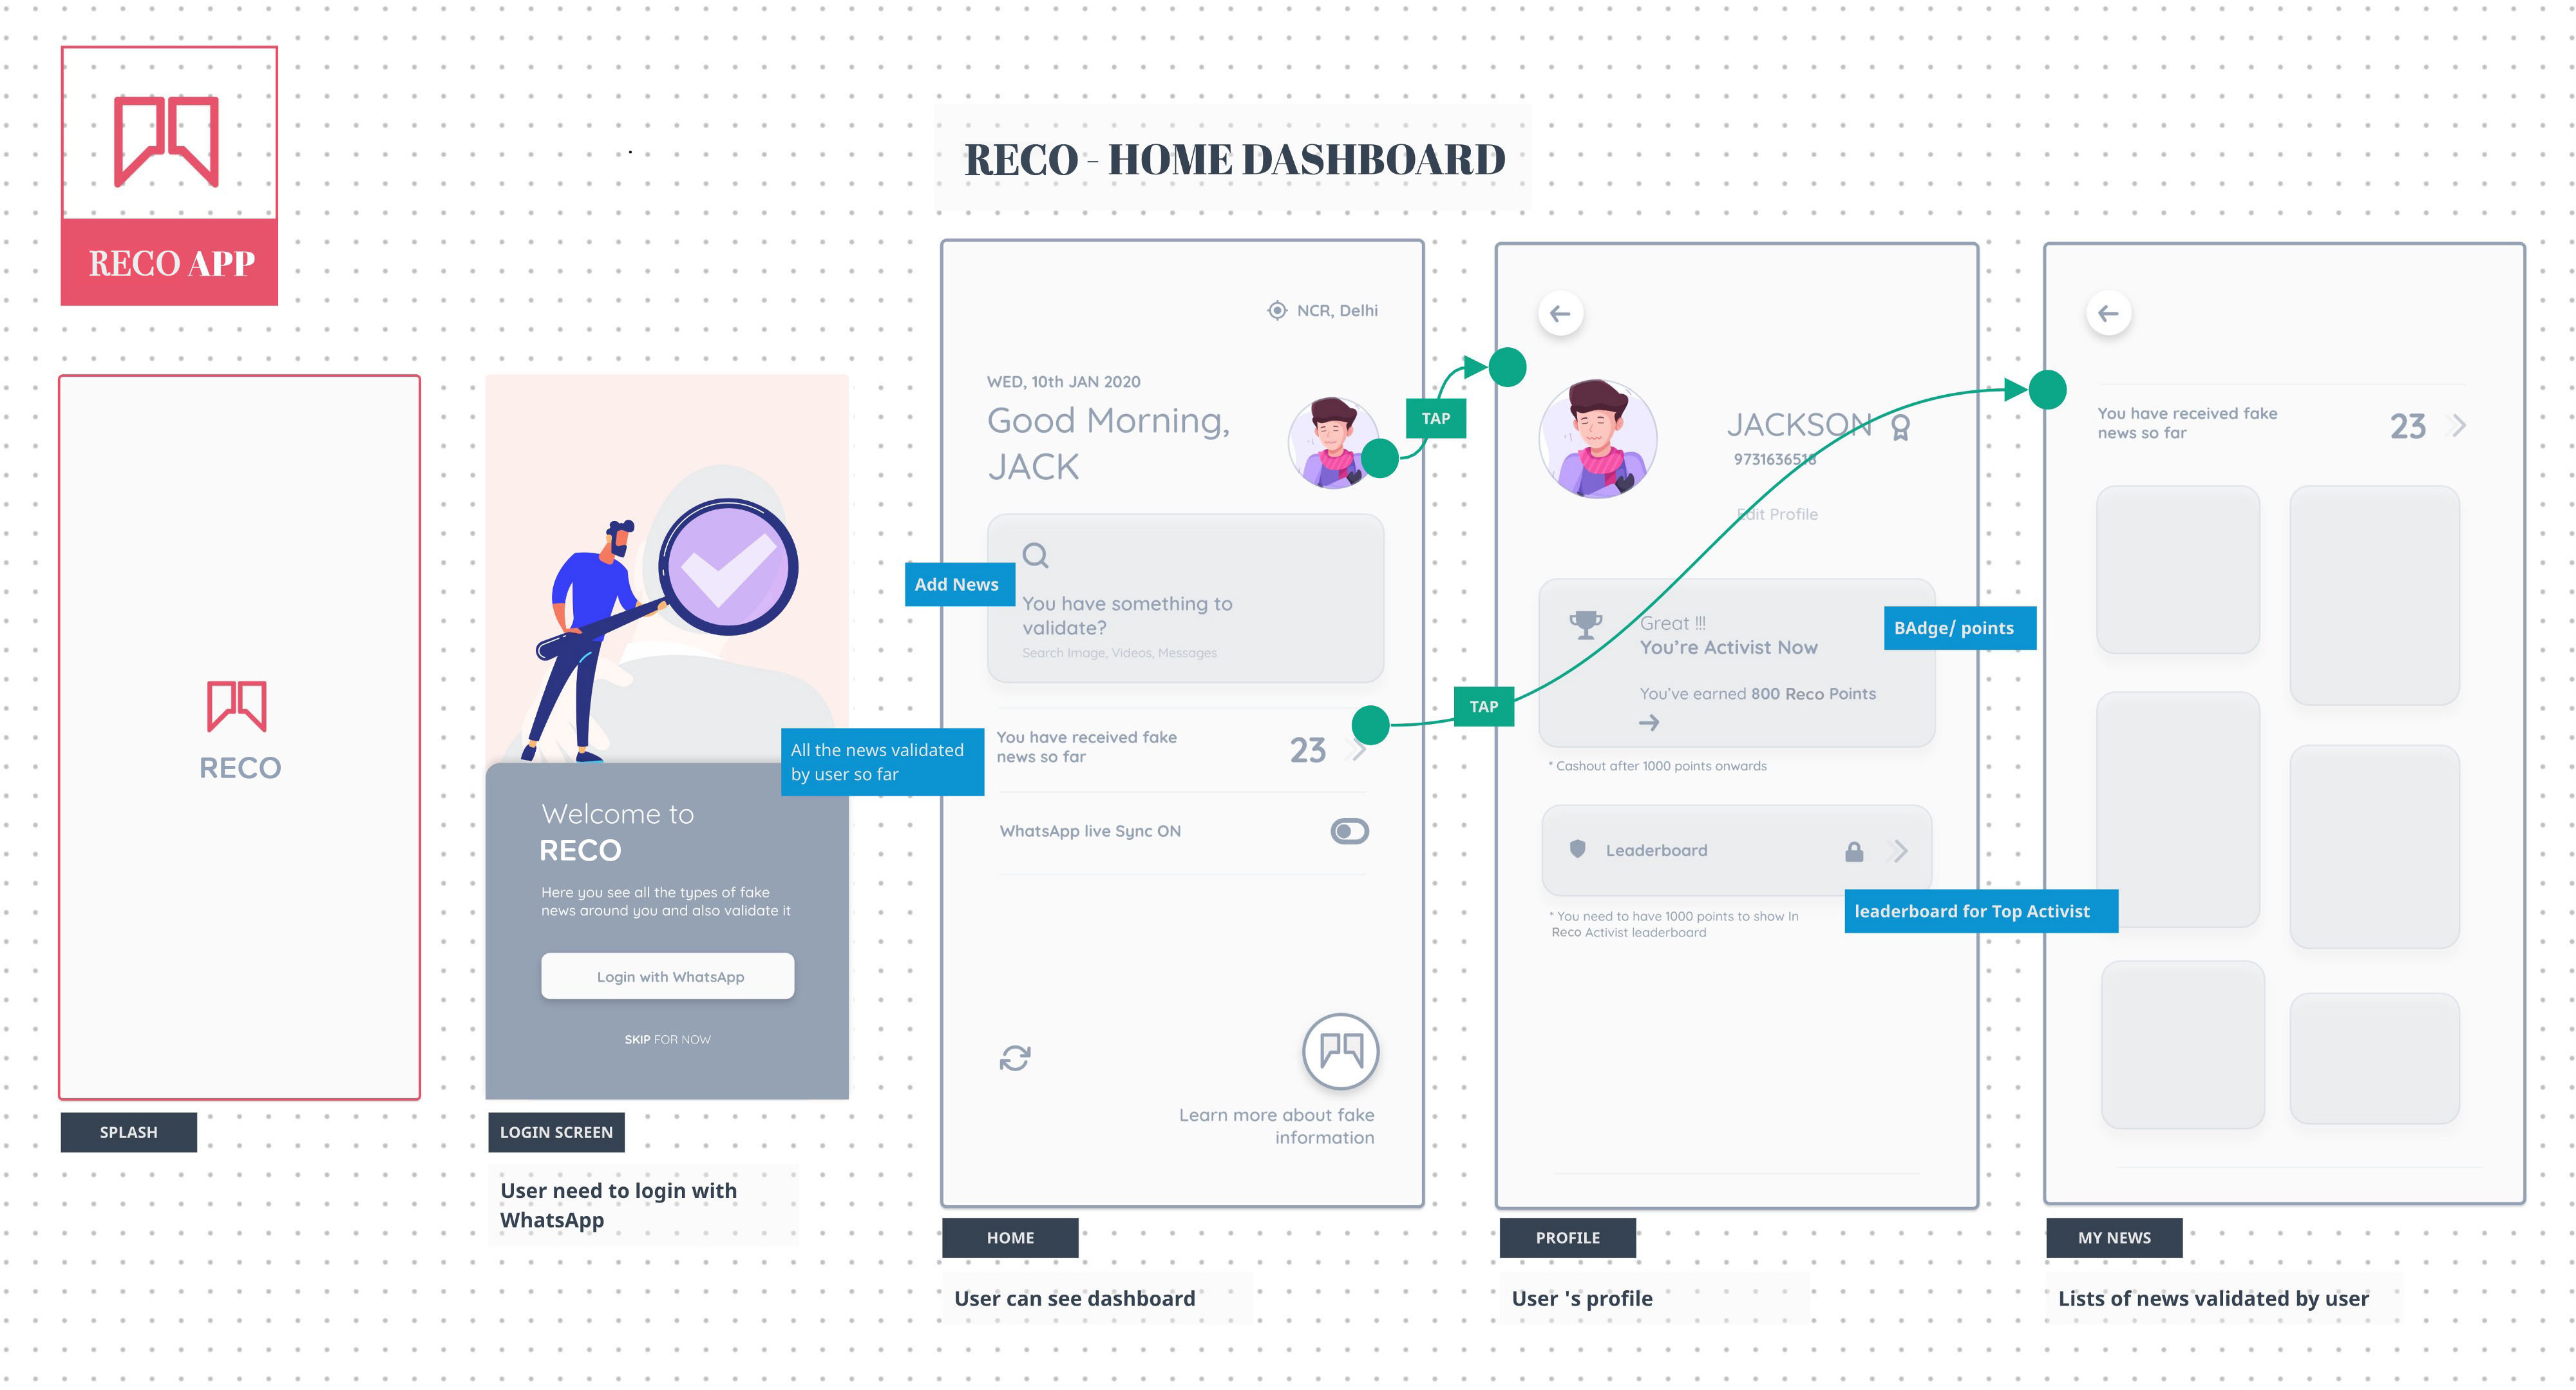 RECO APP
RECO - HOME DASHBOARD
RECO
SPLASH
Welcome to
RECO
Here you see all the types of fake
news around you and also validate it
Login with WhatsApp
SKIP FOR NOW
LOGIN SCREEN
User need to login with
WhatsApp
NCR, Delhi
WED, 10th JAN 2020
Good Morning,
JACK
TAP
Add News
You have something to
validate?
Search Image, Videos, Messages
All the news validated
by user so far
You have received fake
news so far
23
TAP
WhatsApp live Sync ON
Learn more about fake
information
HOME
User can see dashboard
JACKSON
9731636518
Edit Profile
Great !!!
You're Activist Now
You've earned 800 Reco Points
BAdge/ points
* Cashout after 1000 points onwards
Leaderboard
leaderboard for Top Activist
* You need to have 1000 points to show In
Reco Activist leaderboard
PROFILE
User 's profile
You have received fake
news so far
23
MY NEWS
Lists of news validated by user